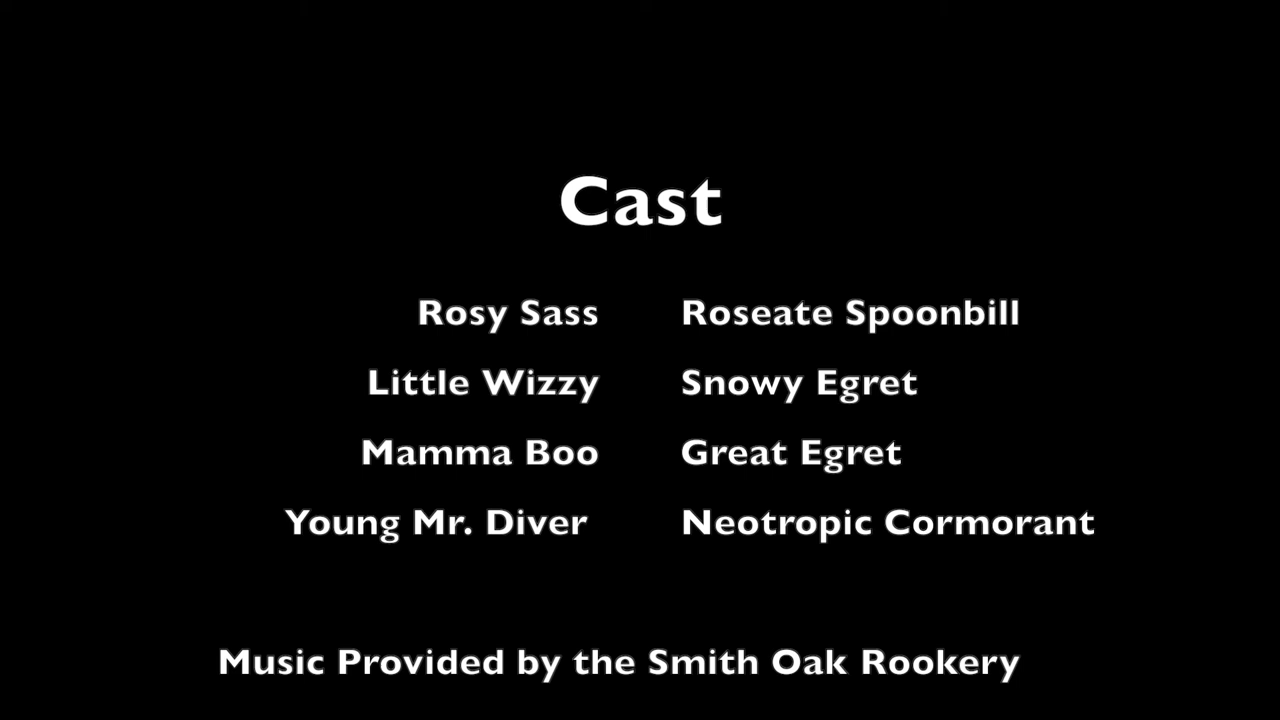 Cast
Rosy Sass Roseate Spoonbill
Little Wizzy Snowy Egret
Mamma Boo Great Egret
Young Mr. Diver Neotropic Cormorant
Music Provided by the Smith Oak Rookery